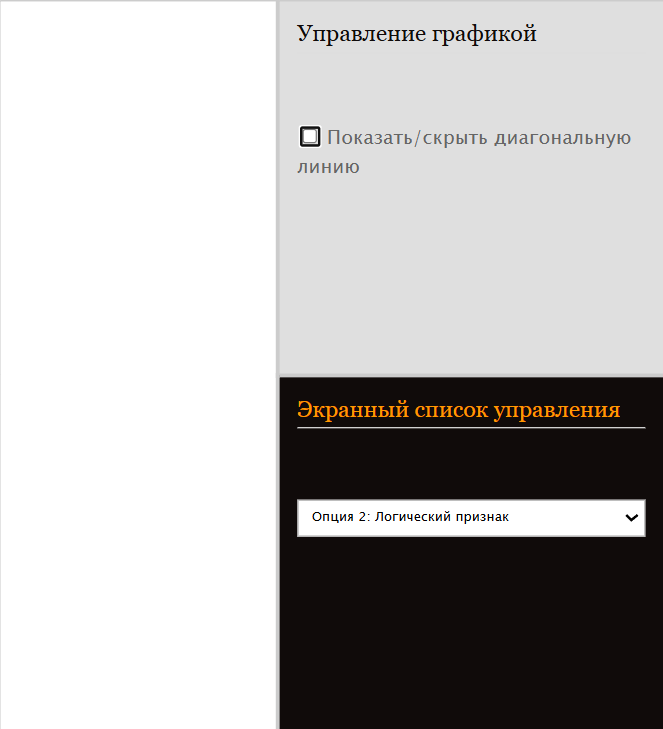 Управление графикой
Показать/скрыть диагональную
линию
Экранный список управления
Опция 2: Логический признак